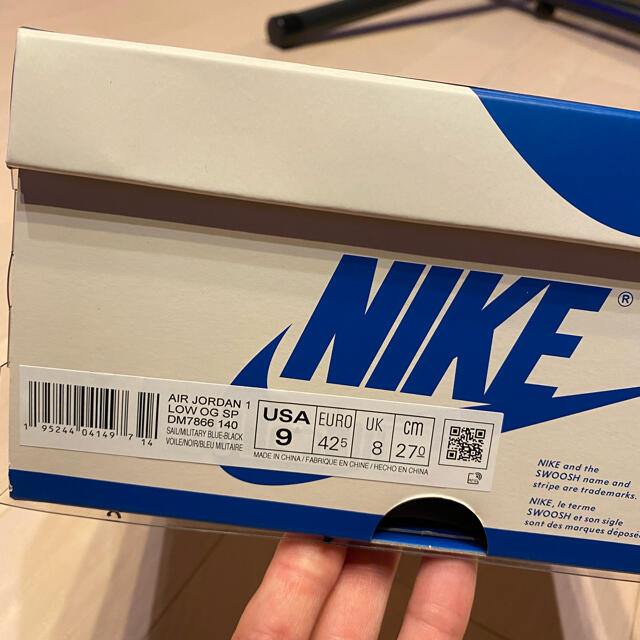 NIKE®
AIR JORDAN 1
LOW OG SP
DM7866 140
SAIL/MILITARY BLUE-BLACK
VOILE/NOIR/BLEU MILITAIRE
1 95244 04149 7 14
USA 9
EURO 42.5
UK 8
cm 27.0
MADE IN CHINA / FABRIQUE EN CHINE / HECHO EN CHINA
NIKE and the
SWOOSH name and
stripe are trademarks.
NIKE, le terme
SWOOSH et son sigle
sont des marques